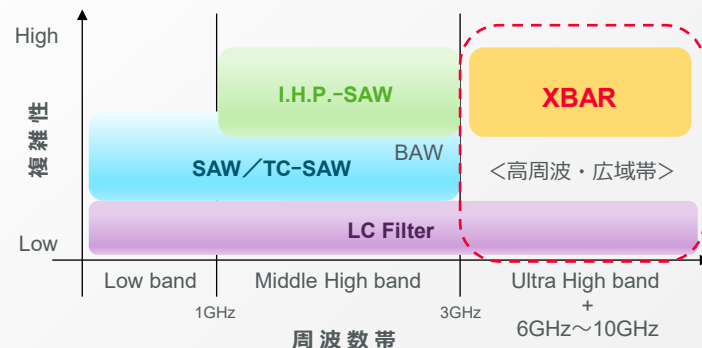 High
複雑性
Low
I.H.P.-SAW
XBAR
BAW
SAW／TC-SAW
＜高周波・広域帯＞
LC Filter
Low band
Middle High band
Ultra High band
+
6GHz～10GHz
1GHz
3GHz
周波数帯